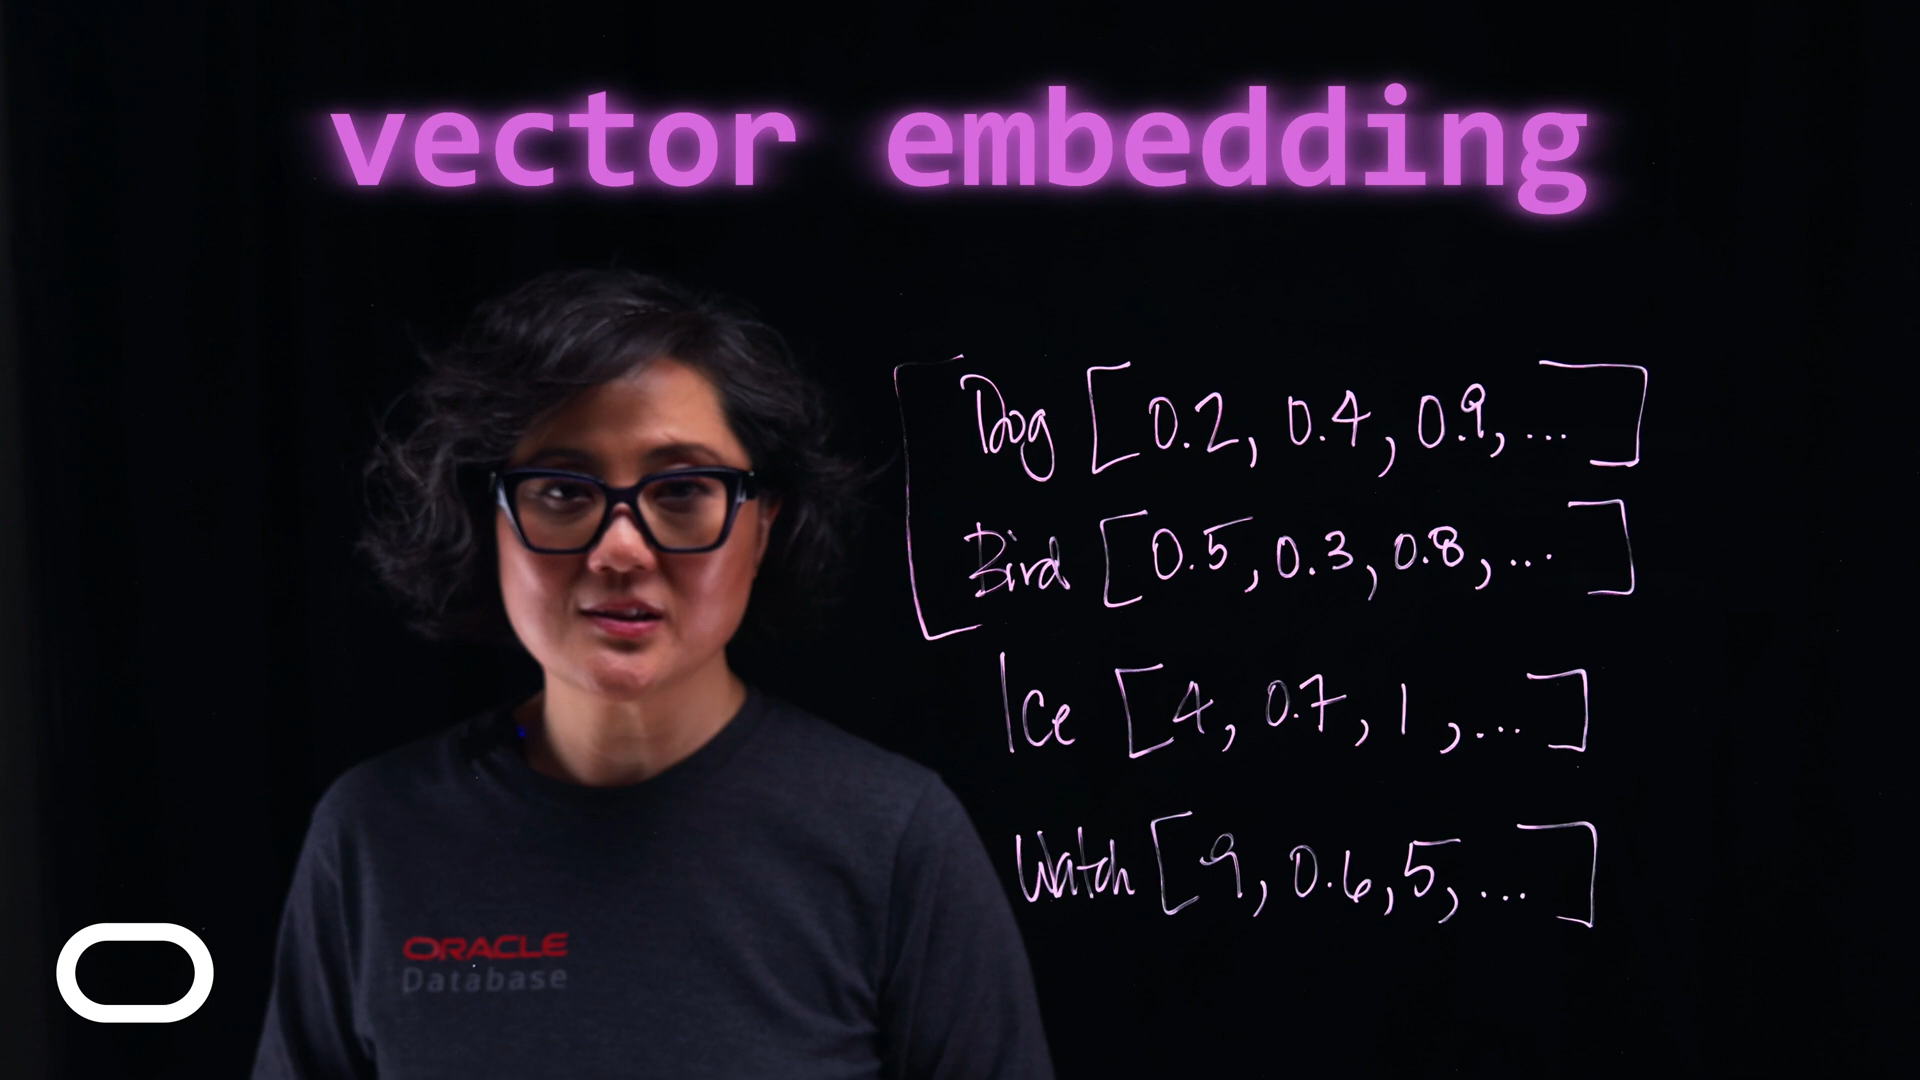 vector embedding
Dog [0.2, 0.4, 0.9, ...]
Bird [0.5, 0.3, 0.8, ...]
Ice [4, 0.7, 1, ...]
Watch [9, 0.6, 5, ...]
ORACLE
Database